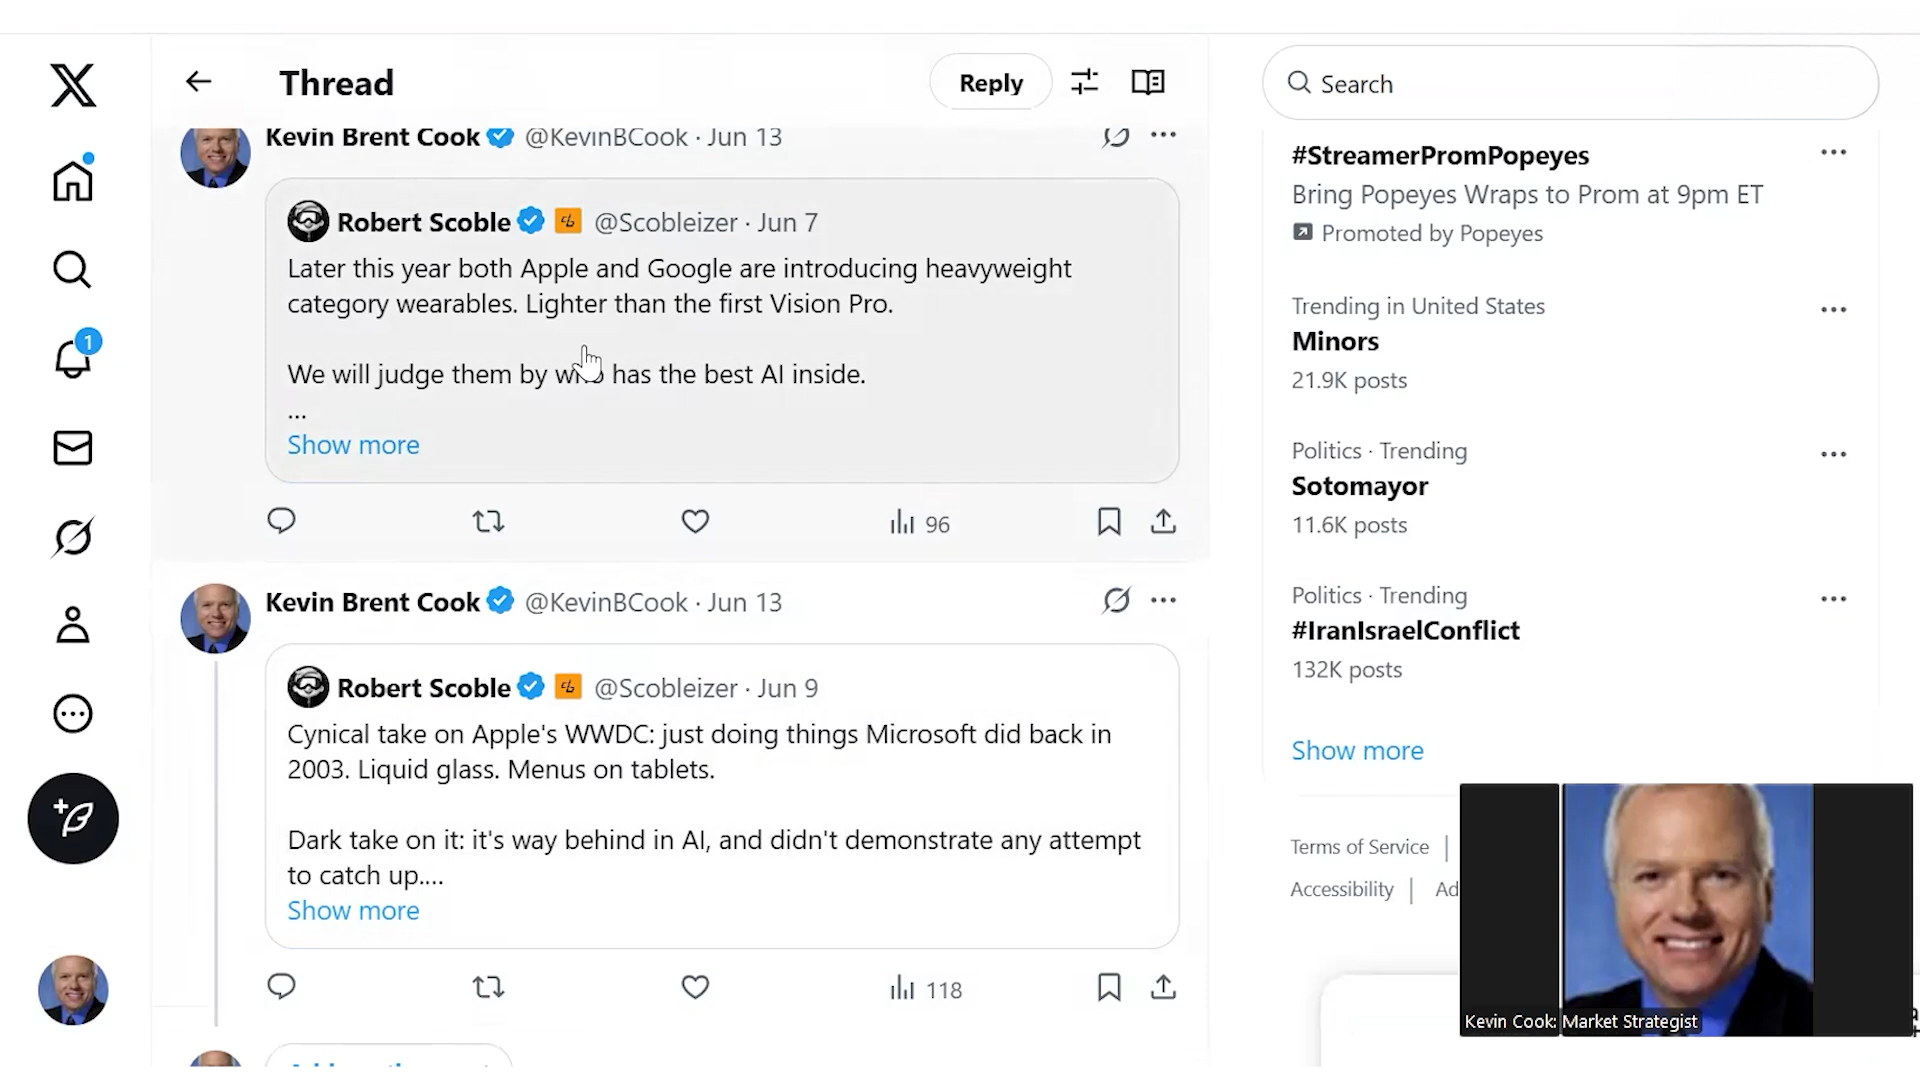 Thread
Reply
Search
Kevin Brent Cook @KevinBCook · Jun 13
Robert Scoble @Scobleizer · Jun 7
Later this year both Apple and Google are introducing heavyweight
category wearables. Lighter than the first Vision Pro.
We will judge them by who has the best AI inside.
...
Show more
96
Kevin Brent Cook @KevinBCook · Jun 13
Robert Scoble @Scobleizer · Jun 9
Cynical take on Apple's WWDC: just doing things Microsoft did back in
2003. Liquid glass. Menus on tablets.
Dark take on it: it's way behind in AI, and didn't demonstrate any attempt
to catch up....
Show more
118
1
#StreamerPromPopeyes
Bring Popeyes Wraps to Prom at 9pm ET
Promoted by Popeyes
Trending in United States
Minors
21.9K posts
Politics · Trending
Sotomayor
11.6K posts
Politics · Trending
#IranIsraelConflict
132K posts
Show more
Terms of Service |
Accessibility | Ad
Kevin Cook: Market Strategist